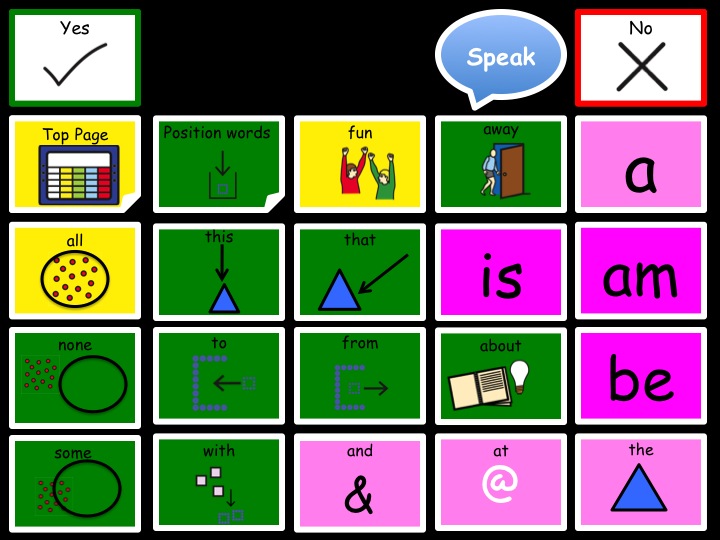 Yes
Speak
No
Top Page
Position words
fun
away
a
all
this
that
is
am
none
to
from
about
be
some
with
and
&
at
@
the